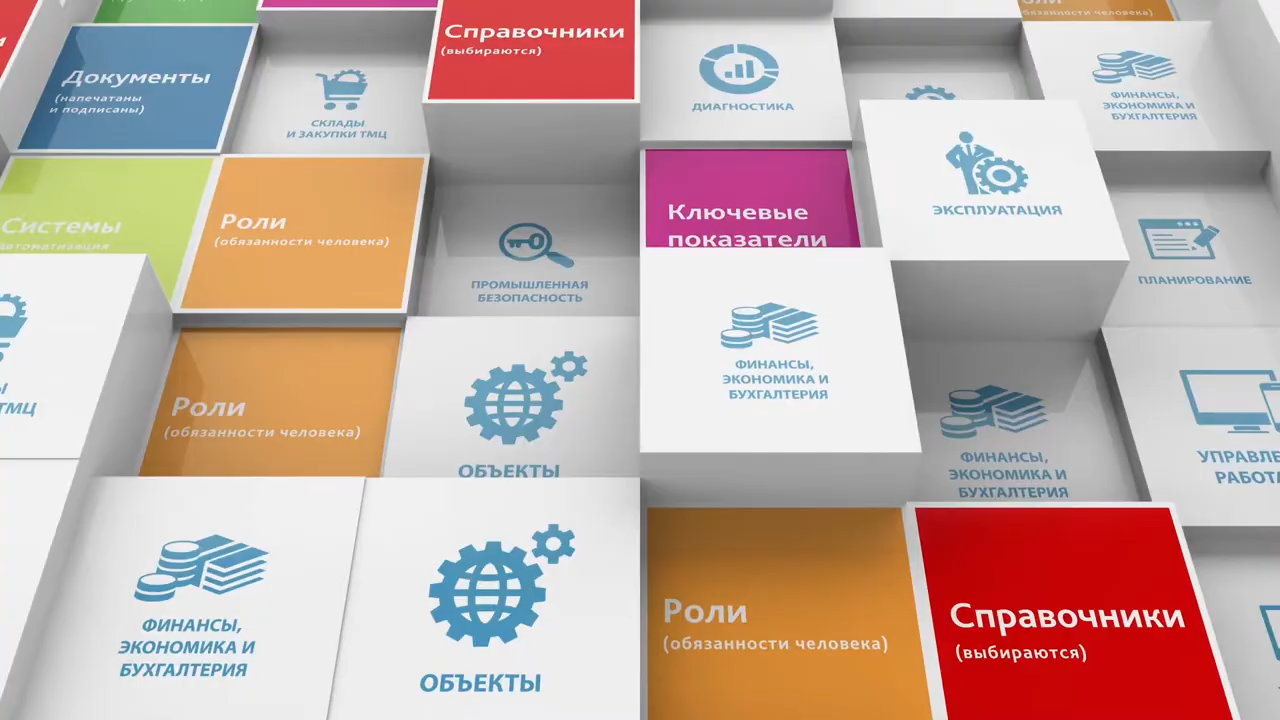 Справочники
(выбираются)
Документы
(напечатаны
и подписаны)
СКЛАДЫ
И ЗАКУПКИ ТМЦ
ДИАГНОСТИКА
ФИНАНСЫ,
ЭКОНОМИКА И
БУХГАЛТЕРИЯ
Системы
Роли
(обязанности человека)
ПРОМЫШЛЕННАЯ
БЕЗОПАСНОСТЬ
Ключевые
показатели
ЭКСПЛУАТАЦИЯ
ПЛАНИРОВАНИЕ
ТМЦ
Роли
(обязанности человека)
ОБЪЕКТЫ
ФИНАНСЫ,
ЭКОНОМИКА И
БУХГАЛТЕРИЯ
ФИНАНСЫ,
ЭКОНОМИКА И
БУХГАЛТЕРИЯ
УПРАВЛЕ
РАБОТА
ФИНАНСЫ,
ЭКОНОМИКА И
БУХГАЛТЕРИЯ
ОБЪЕКТЫ
Роли
(обязанности человека)
Справочники
(выбираются)